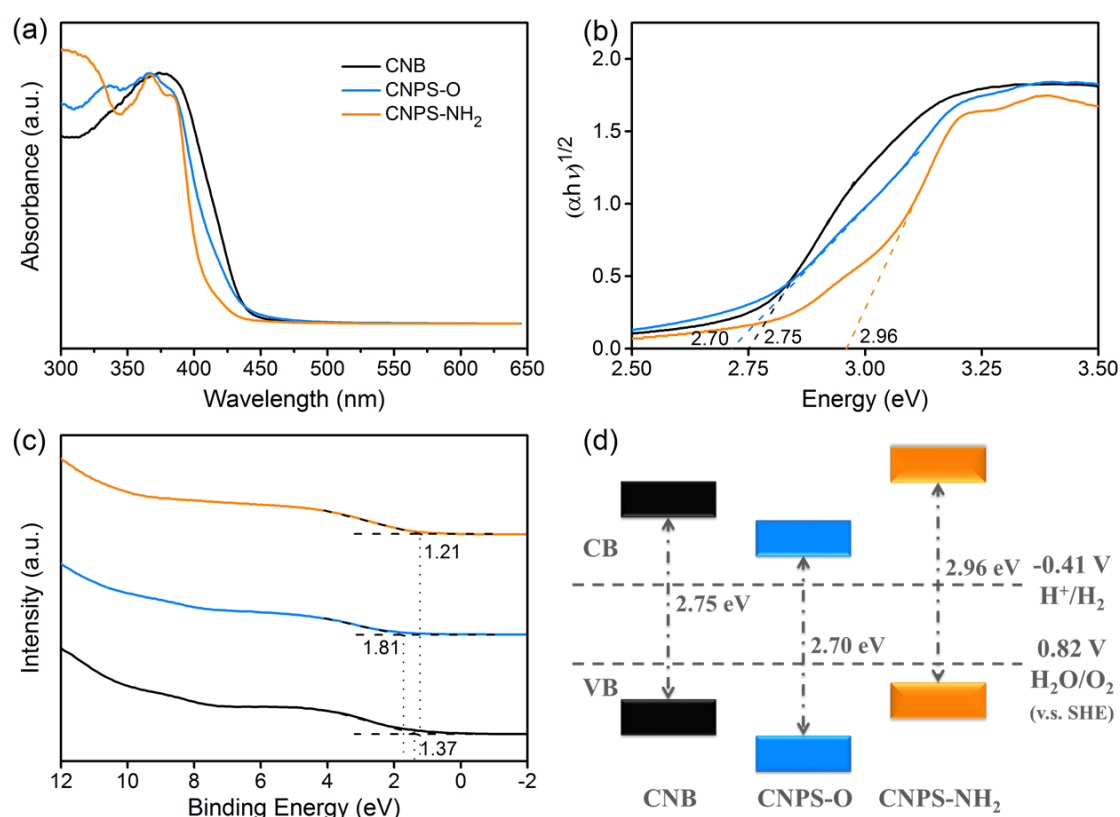 (a)
CNB
CNPS-O
CNPS-NH₂
Absorbance (a.u.)
300 350 400 450 500 550 600 650
Wavelength (nm)
(b)
2.0
1.5
1.0
0.5
0.0
(αhν)^1/2
2.70 2.75 2.96
2.50 2.75 3.00 3.25 3.50
Energy (eV)
(c)
1.21
1.81
1.37
Intensity (a.u.)
12 10 8 6 4 2 0 -2
Binding Energy (eV)
(d)
CB
2.96 eV
-0.41 V
H⁺/H₂
2.75 eV
2.70 eV
0.82 V
H₂O/O₂
(v.s. SHE)
VB
CNB CNPS-O CNPS-NH₂